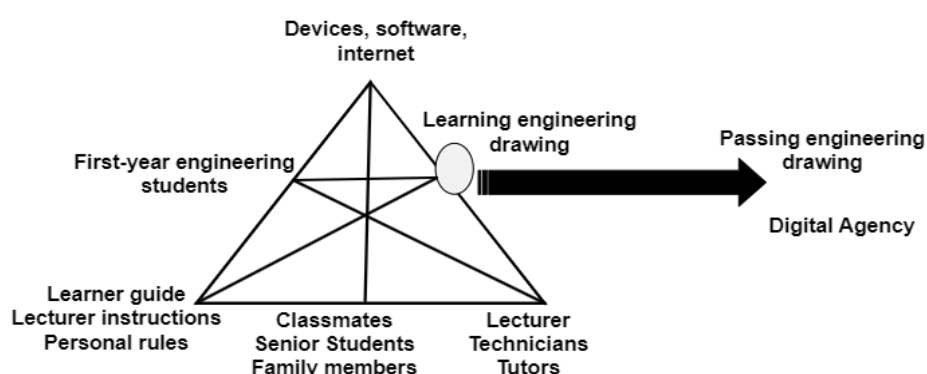 Devices, software,
internet
Learning engineering
drawing
Passing engineering
drawing
First-year engineering
students
Digital Agency
Learner guide
Lecturer instructions
Personal rules
Classmates
Senior Students
Family members
Lecturer
Technicians
Tutors